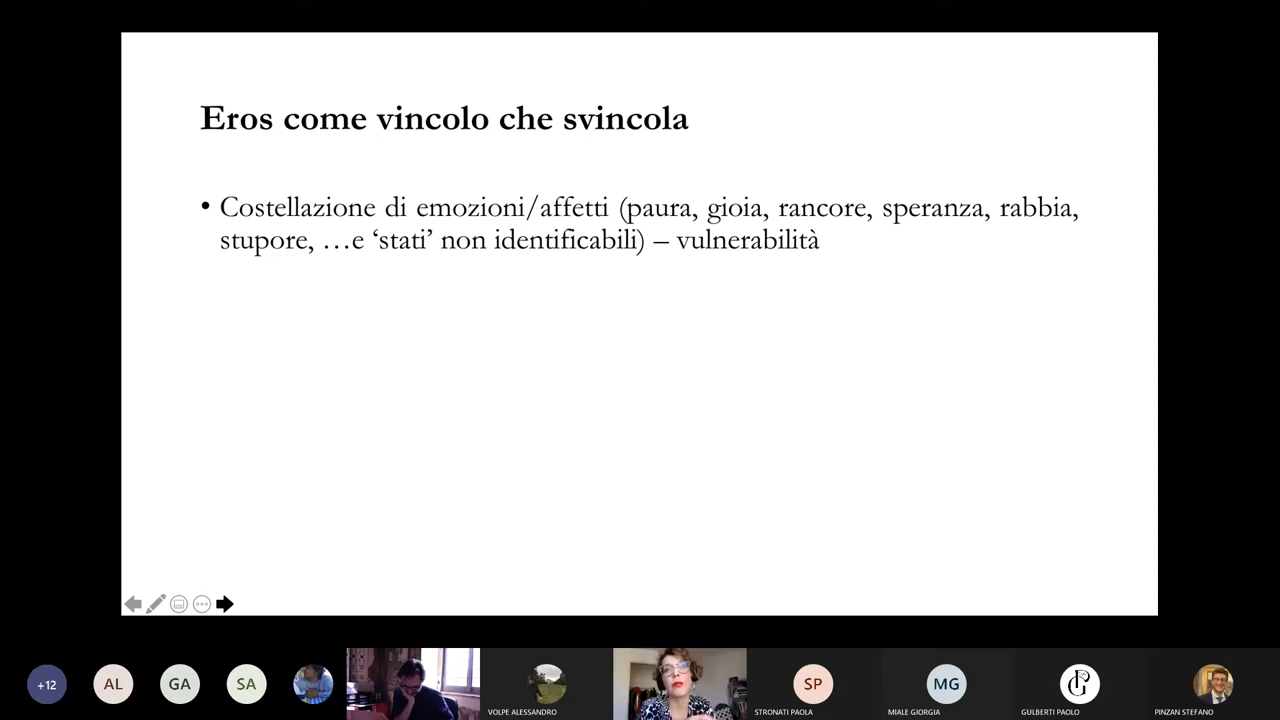 Eros come vincolo che svincola
• Costellazione di emozioni/affetti (paura, gioia, rancore, speranza, rabbia,
stupore, …e ‘stati’ non identificabili) – vulnerabilità
+12
AL
GA
SA
VOLPE ALESSANDRO
SP
STRONATI PAOLA
MG
MIALE GIORGIA
GULBERTI PAOLO
PINZAN STEFANO